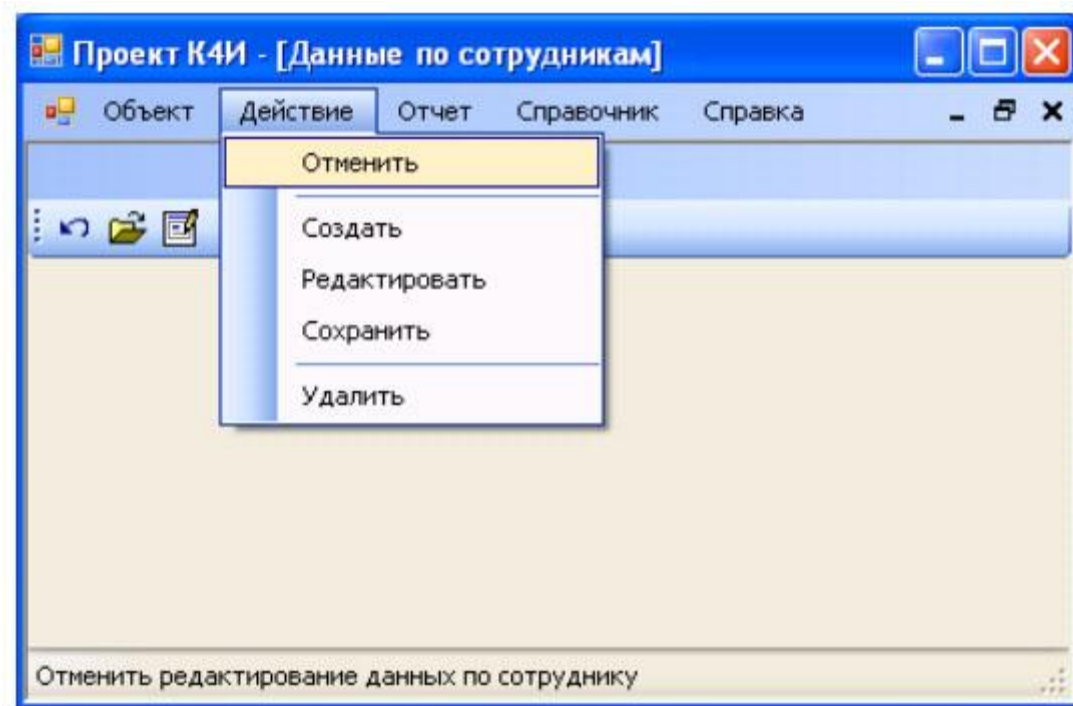 Проект К4И - [Данные по сотрудникам]
Объект Действие Отчет Справочник Справка
Отменить
Создать
Редактировать
Сохранить
Удалить
Отменить редактирование данных по сотруднику